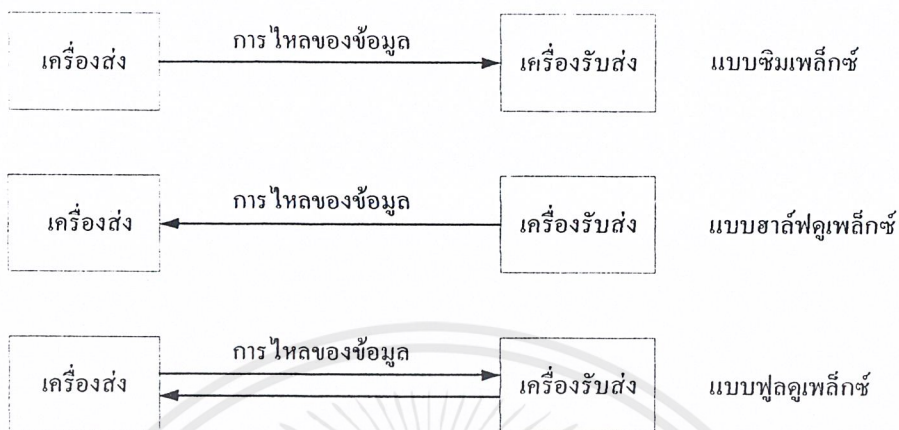 การไหลของข้อมูล
เครื่องส่ง เครื่องรับส่ง แบบซิมเพล็กซ์
การไหลของข้อมูล
เครื่องส่ง เครื่องรับส่ง แบบฮาล์ฟดูเพล็กซ์
การไหลของข้อมูล
เครื่องส่ง เครื่องรับส่ง แบบฟูลดูเพล็กซ์